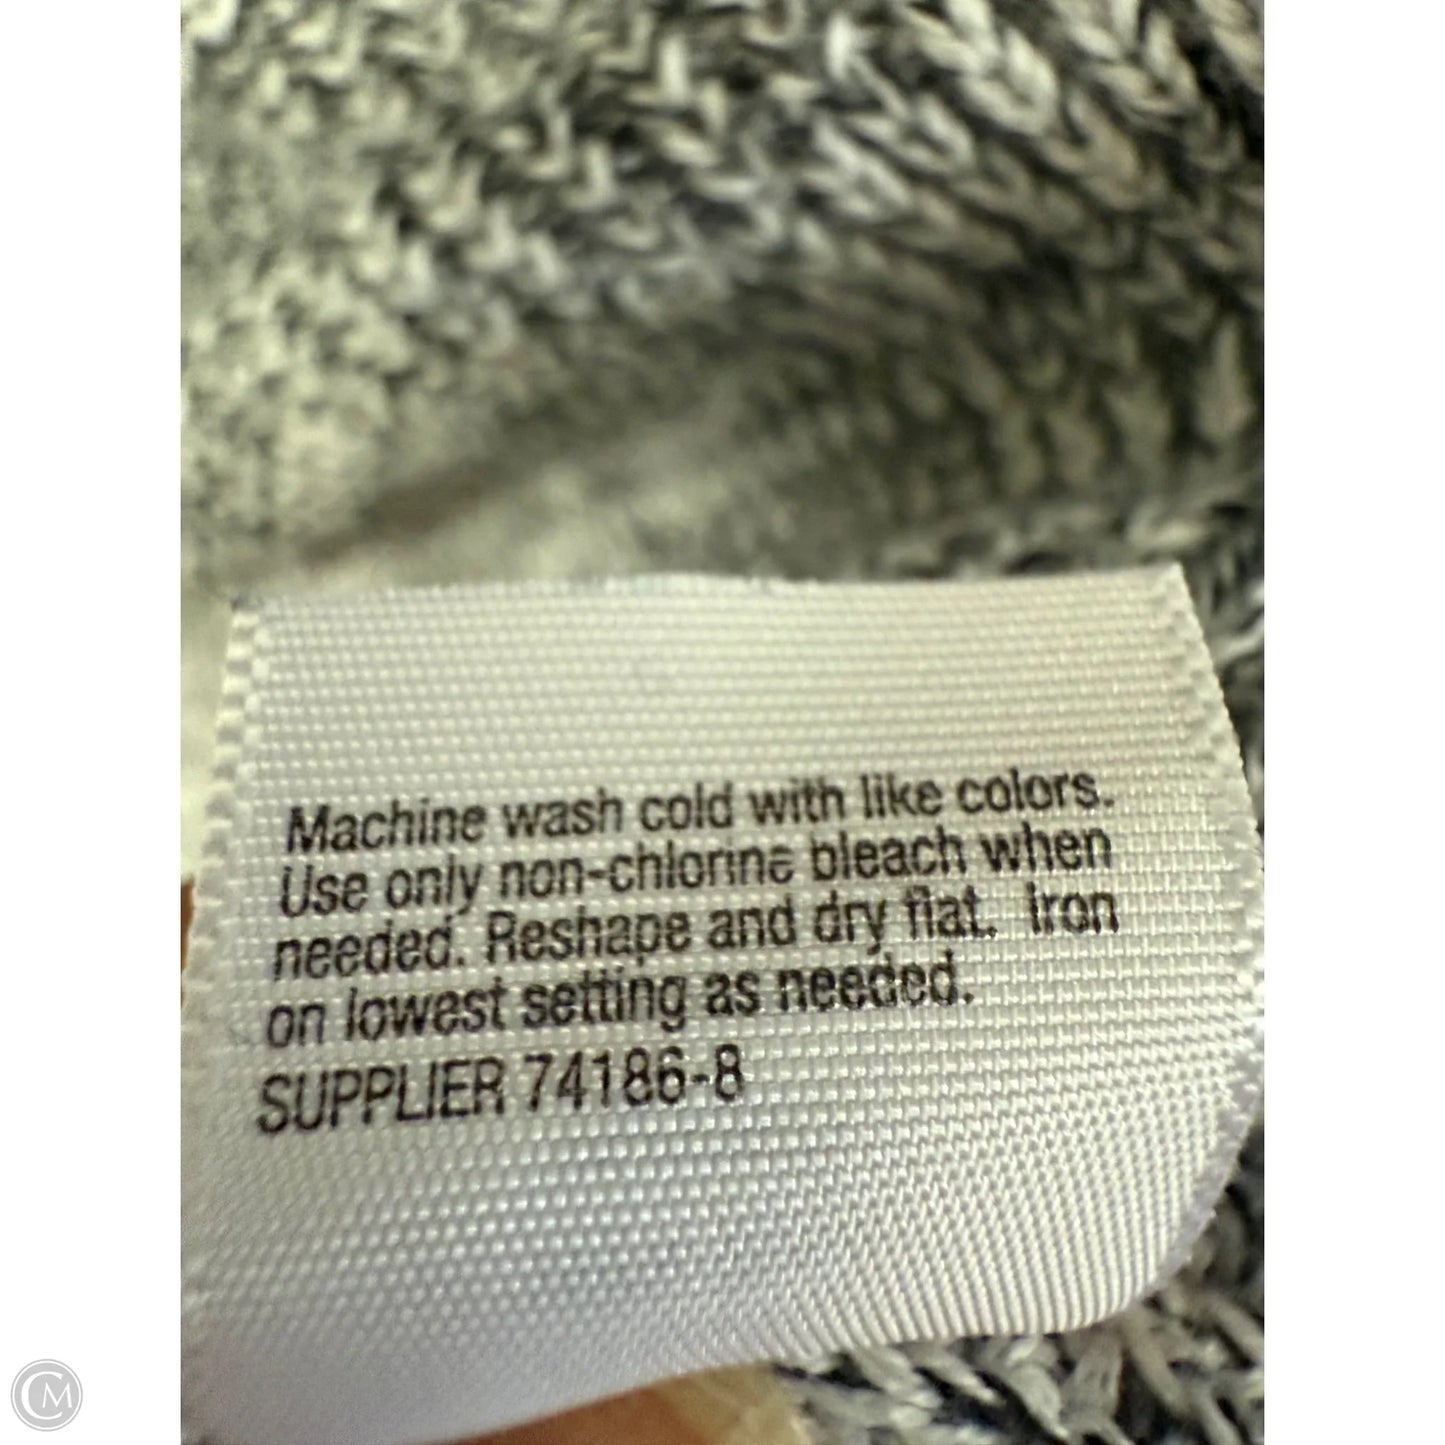 Machine wash cold with like colors.
Use only non-chlorine bleach when
needed. Reshape and dry flat. Iron
on lowest setting as needed.
SUPPLIER 74186-8
CM